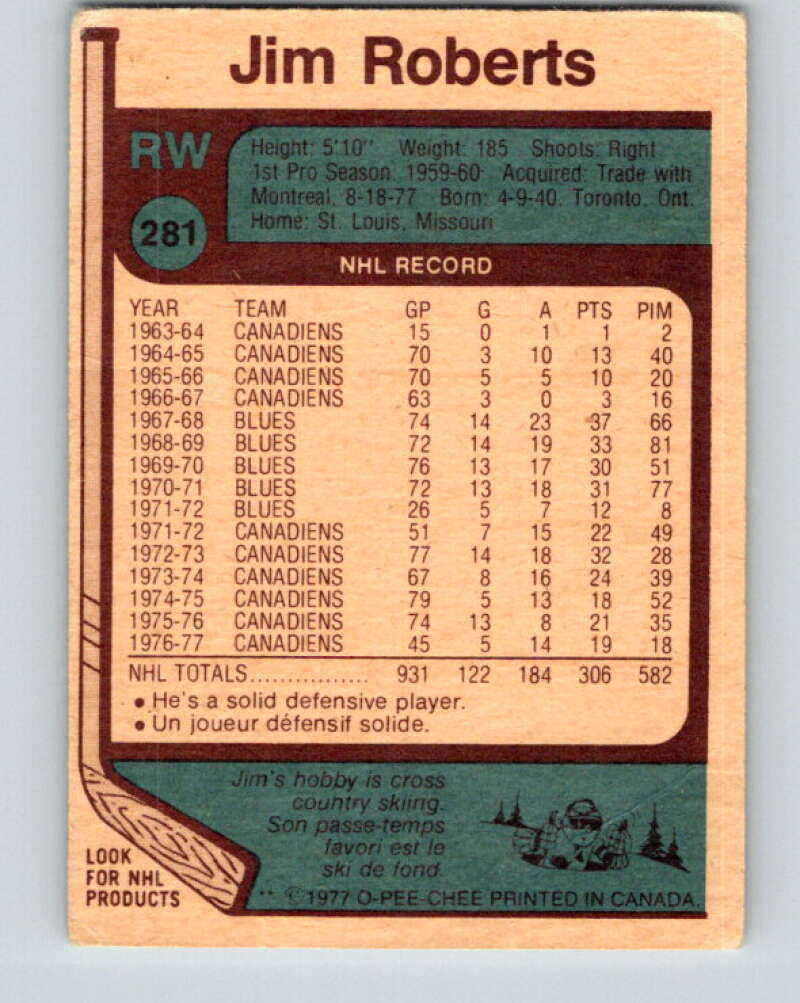 Jim Roberts
RW
281
Height: 5'10" Weight: 185 Shoots: Right
1st Pro Season: 1959-60 Acquired: Trade with
Montreal, 8-18-77 Born: 4-9-40, Toronto, Ont.
Home: St. Louis, Missouri
NHL RECORD
YEAR TEAM GP G A PTS PIM
1963-64 CANADIENS 15 0 1 1 2
1964-65 CANADIENS 70 3 10 13 40
1965-66 CANADIENS 70 5 5 10 20
1966-67 CANADIENS 63 3 0 3 16
1967-68 BLUES 74 14 23 37 66
1968-69 BLUES 72 14 19 33 81
1969-70 BLUES 76 13 17 30 51
1970-71 BLUES 72 13 18 31 77
1971-72 BLUES 26 5 7 12 8
1971-72 CANADIENS 51 7 15 22 49
1972-73 CANADIENS 77 14 18 32 28
1973-74 CANADIENS 67 8 16 24 39
1974-75 CANADIENS 79 5 13 18 52
1975-76 CANADIENS 74 13 8 21 35
1976-77 CANADIENS 45 5 14 19 18
NHL TOTALS................ 931 122 184 306 582
• He's a solid defensive player.
• Un joueur défensif solide.
Jim's hobby is cross
country skiing.
Son passe-temps
favori est le
ski de fond.
LOOK
FOR NHL
PRODUCTS
** ©1977 O-PEE-CHEE PRINTED IN CANADA.